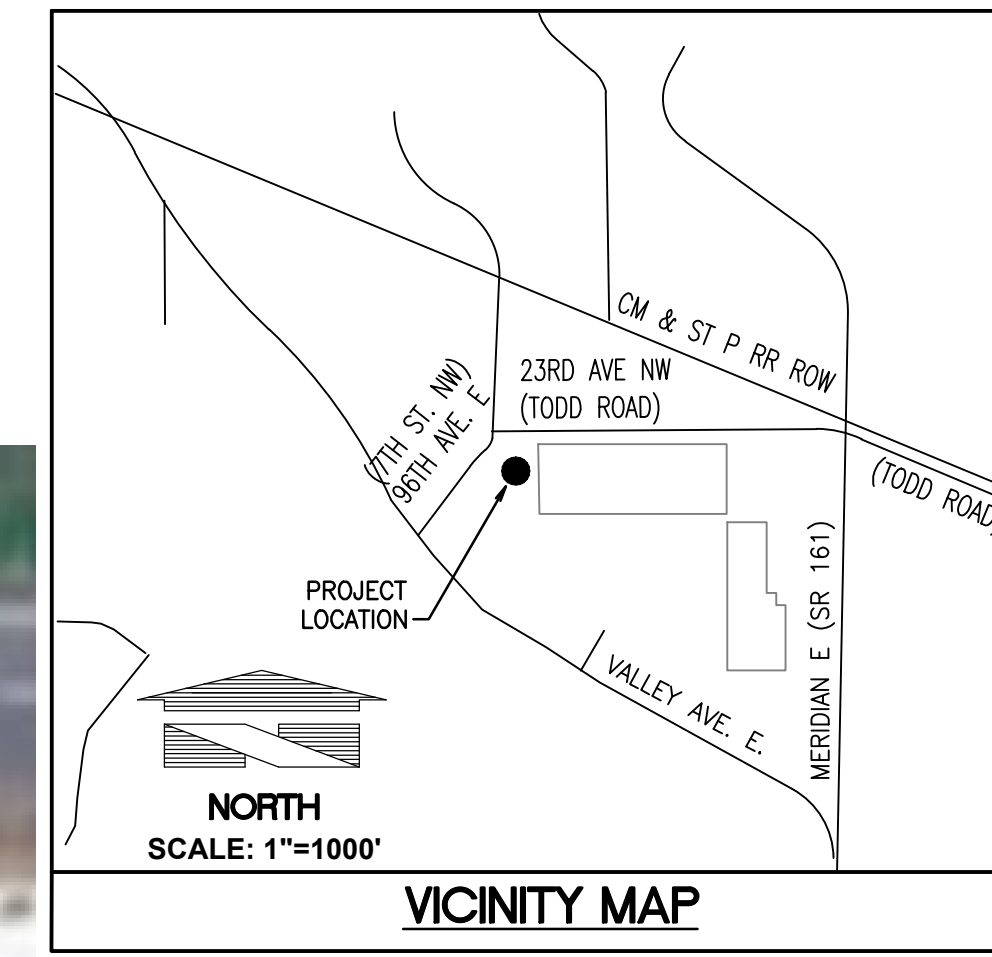 CM & ST P RR ROW
23RD AVE NW
(TODD ROAD)
(7TH ST. NW)
96TH AVE. E
(TODD ROAD)
PROJECT
LOCATION
MERIDIAN E (SR 161)
VALLEY AVE. E.
NORTH
SCALE: 1"=1000'
VICINITY MAP